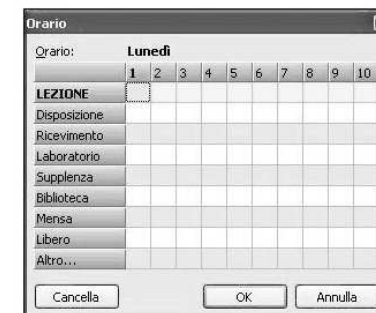 Orario
Orario: Lunedì
1 2 3 4 5 6 7 8 9 10
LEZIONE
Disposizione
Ricevimento
Laboratorio
Supplenza
Biblioteca
Mensa
Libero
Altro...
Cancella OK Annulla